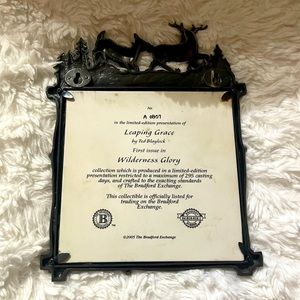 No.
A 0807
in the limited-edition presentation of
Leaping Grace
by Ted Blaylock
First issue in
Wilderness Glory
collection which is produced in a limited-edition
presentation restricted to a maximum of 295 casting
days, and crafted to the exacting standards
of The Bradford Exchange.
This collectible is officially listed for
trading on the Bradford
Exchange.
B
©2005 The Bradford Exchange